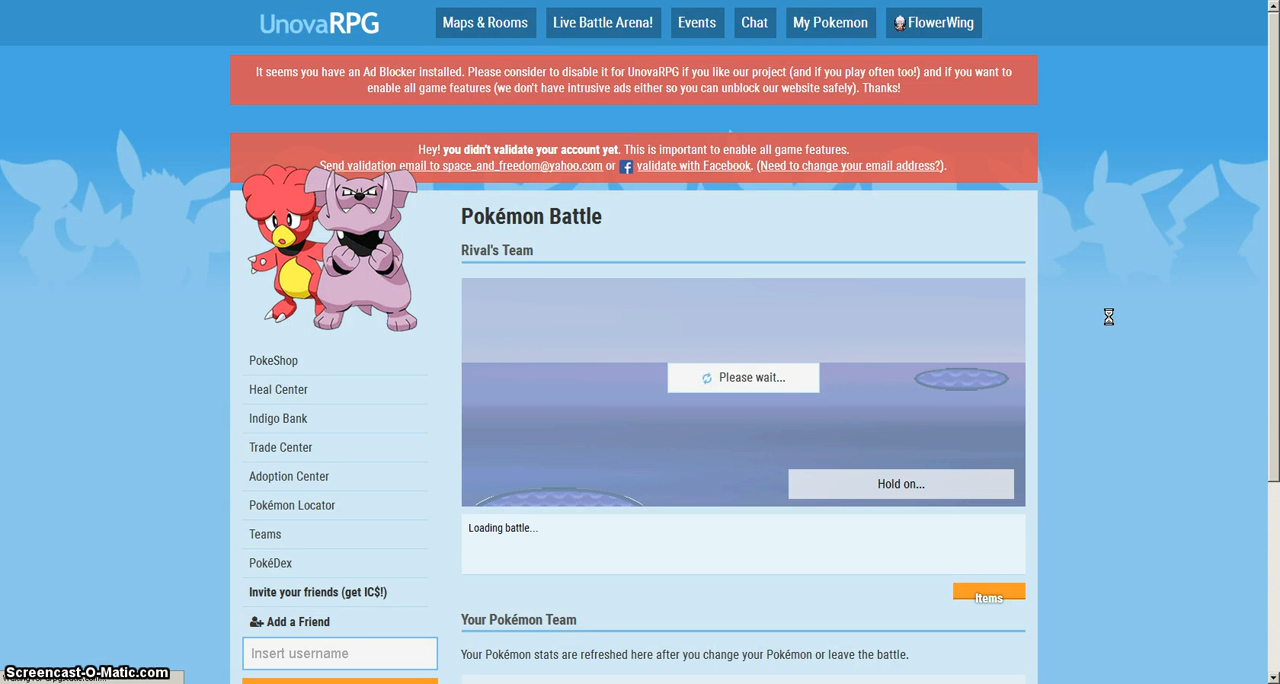 UnovaRPG
Maps & Rooms
Live Battle Arena!
Events
Chat
My Pokemon
FlowerWing
It seems you have an Ad Blocker installed. Please consider to disable it for UnovaRPG if you like our project (and if you play often too!) and if you want to
enable all game features (we don't have intrusive ads either so you can unblock our website safely). Thanks!
Hey! you didn't validate your account yet. This is important to enable all game features.
Send validation email to space_and_freedom@yahoo.com or validate with Facebook. (Need to change your email address?).
Pokémon Battle
Rival's Team
Please wait...
Hold on...
Loading battle...
Items
Your Pokémon Team
Your Pokémon stats are refreshed here after you change your Pokémon or leave the battle.
PokeShop
Heal Center
Indigo Bank
Trade Center
Adoption Center
Pokémon Locator
Teams
PokéDex
Invite your friends (get IC$!)
Add a Friend
Insert username
Screencast-O-Matic.com